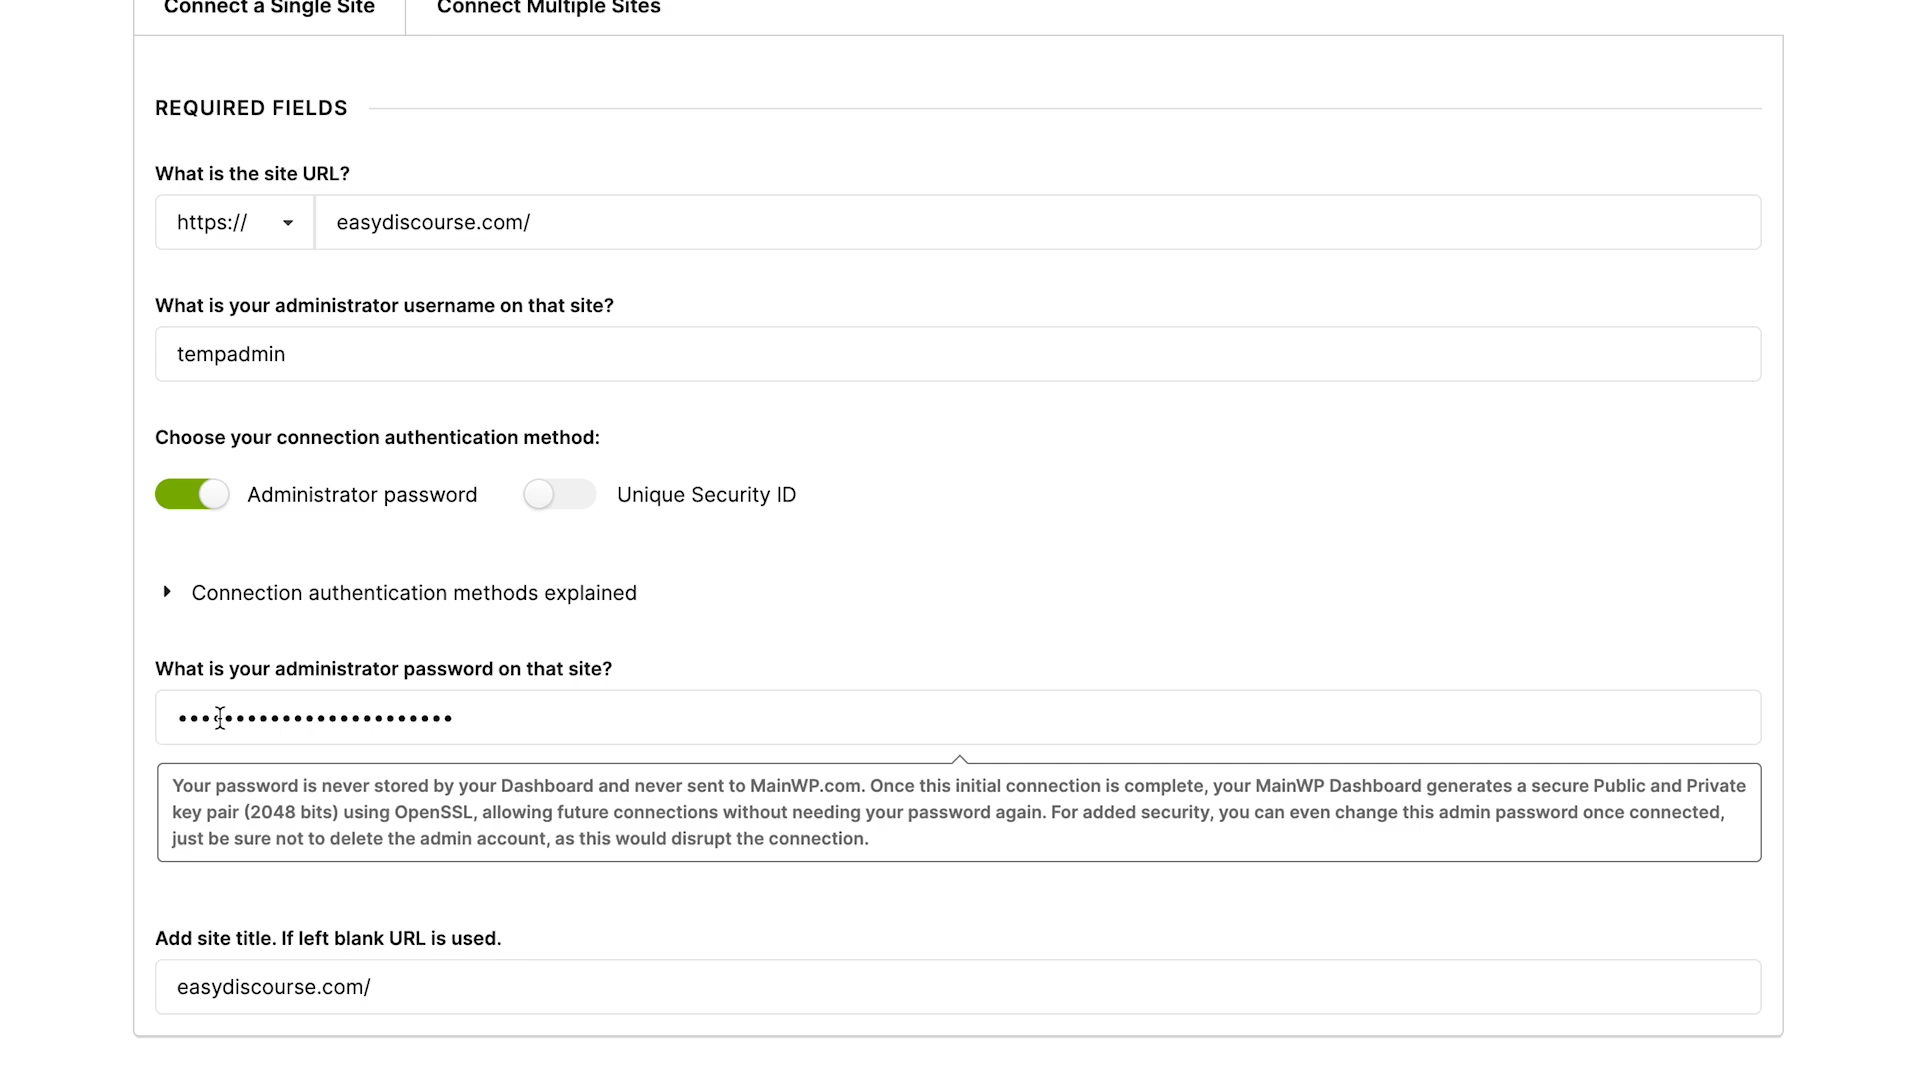 Connect a Single Site
Connect Multiple Sites
REQUIRED FIELDS
What is the site URL?
https://
easydiscourse.com/
What is your administrator username on that site?
tempadmin
Choose your connection authentication method:
Administrator password
Unique Security ID
Connection authentication methods explained
What is your administrator password on that site?
Your password is never stored by your Dashboard and never sent to MainWP.com. Once this initial connection is complete, your MainWP Dashboard generates a secure Public and Private
key pair (2048 bits) using OpenSSL, allowing future connections without needing your password again. For added security, you can even change this admin password once connected,
just be sure not to delete the admin account, as this would disrupt the connection.
Add site title. If left blank URL is used.
easydiscourse.com/